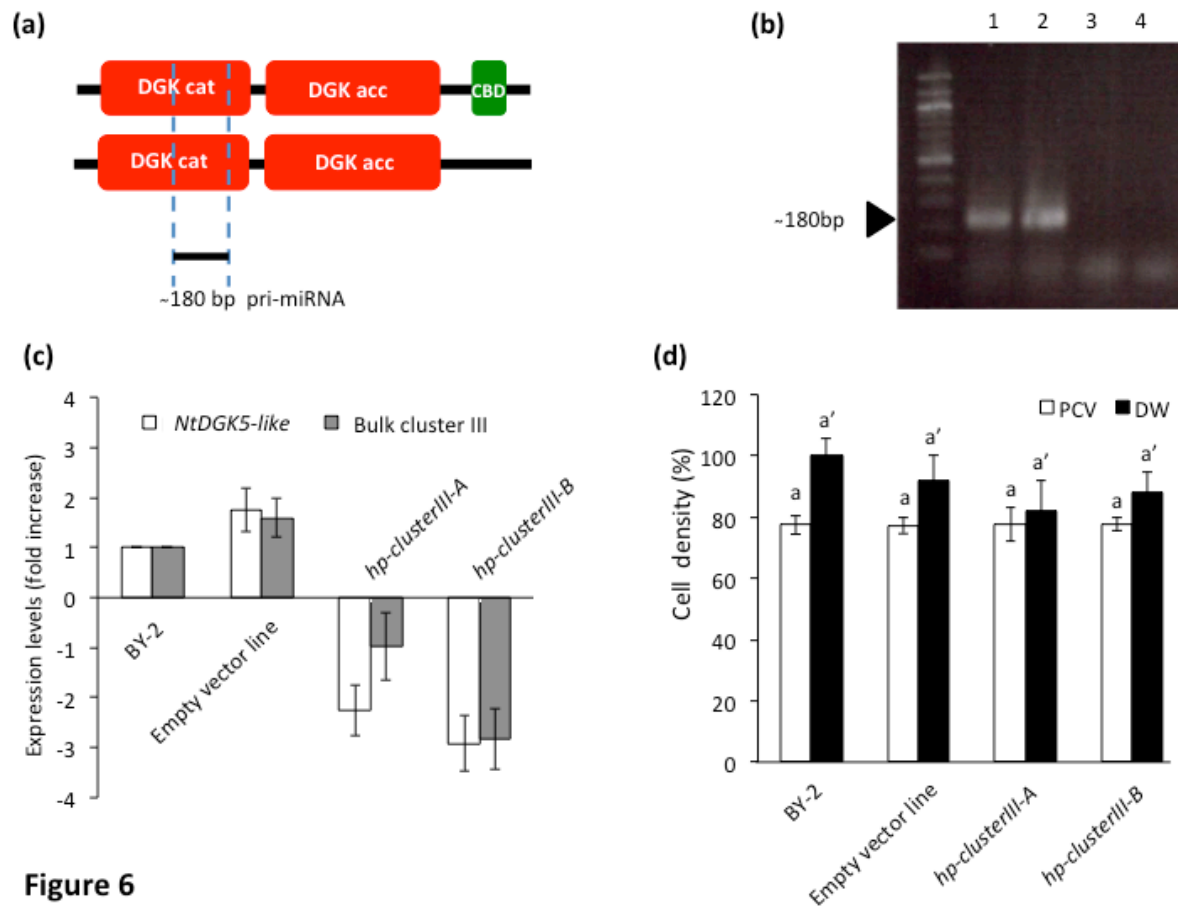 (a)
DGK cat
DGK acc
CBD
DGK cat
DGK acc
~180 bp pri-miRNA
(b)
1 2 3 4
~180bp
(c)
Expression levels (fold increase)
4
3
2
1
0
-1
-2
-3
-4
NtDGK5-like
Bulk cluster III
BY-2
Empty vector line
hp-clusterIII-A
hp-clusterIII-B
(d)
Cell density (%)
120
100
80
60
40
20
0
PCV
DW
a
a’
a
a’
a
a’
a
a’
BY-2
Empty vector line
hp-clusterIII-A
hp-clusterIII-B
Figure 6